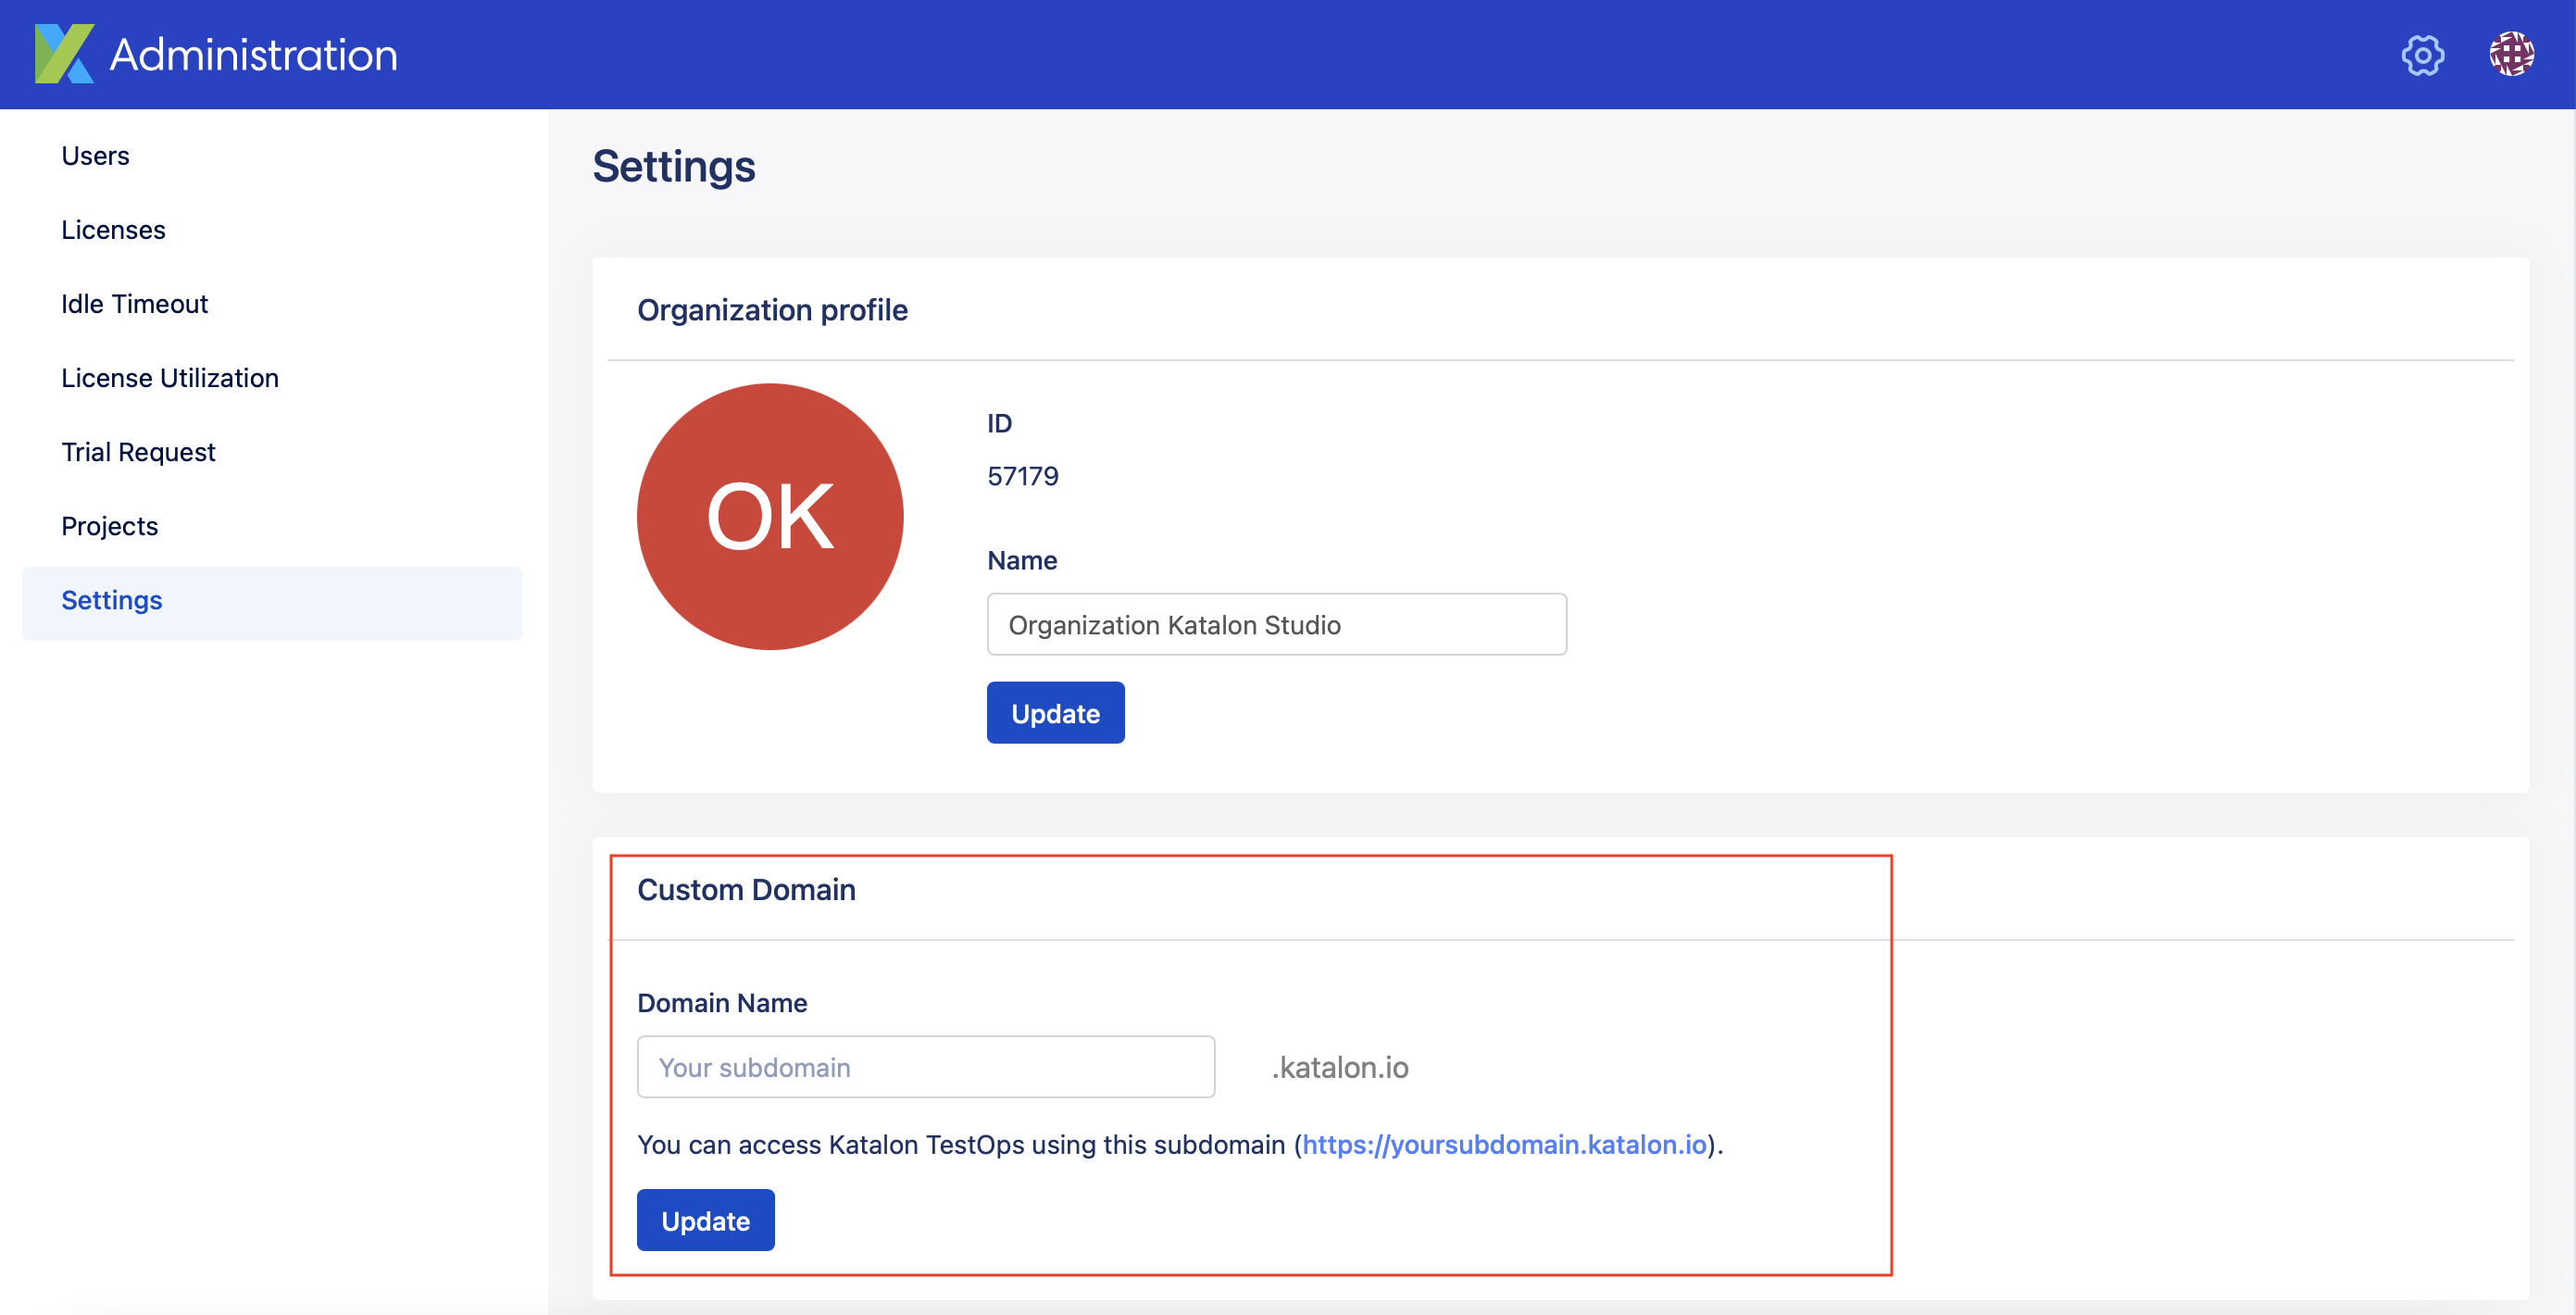 Administration
Users
Licenses
Idle Timeout
License Utilization
Trial Request
Projects
Settings
Settings
Organization profile
OK
ID
57179
Name
Organization Katalon Studio
Update
Custom Domain
Domain Name
Your subdomain
.katalon.io
You can access Katalon TestOps using this subdomain (https://yoursubdomain.katalon.io).
Update